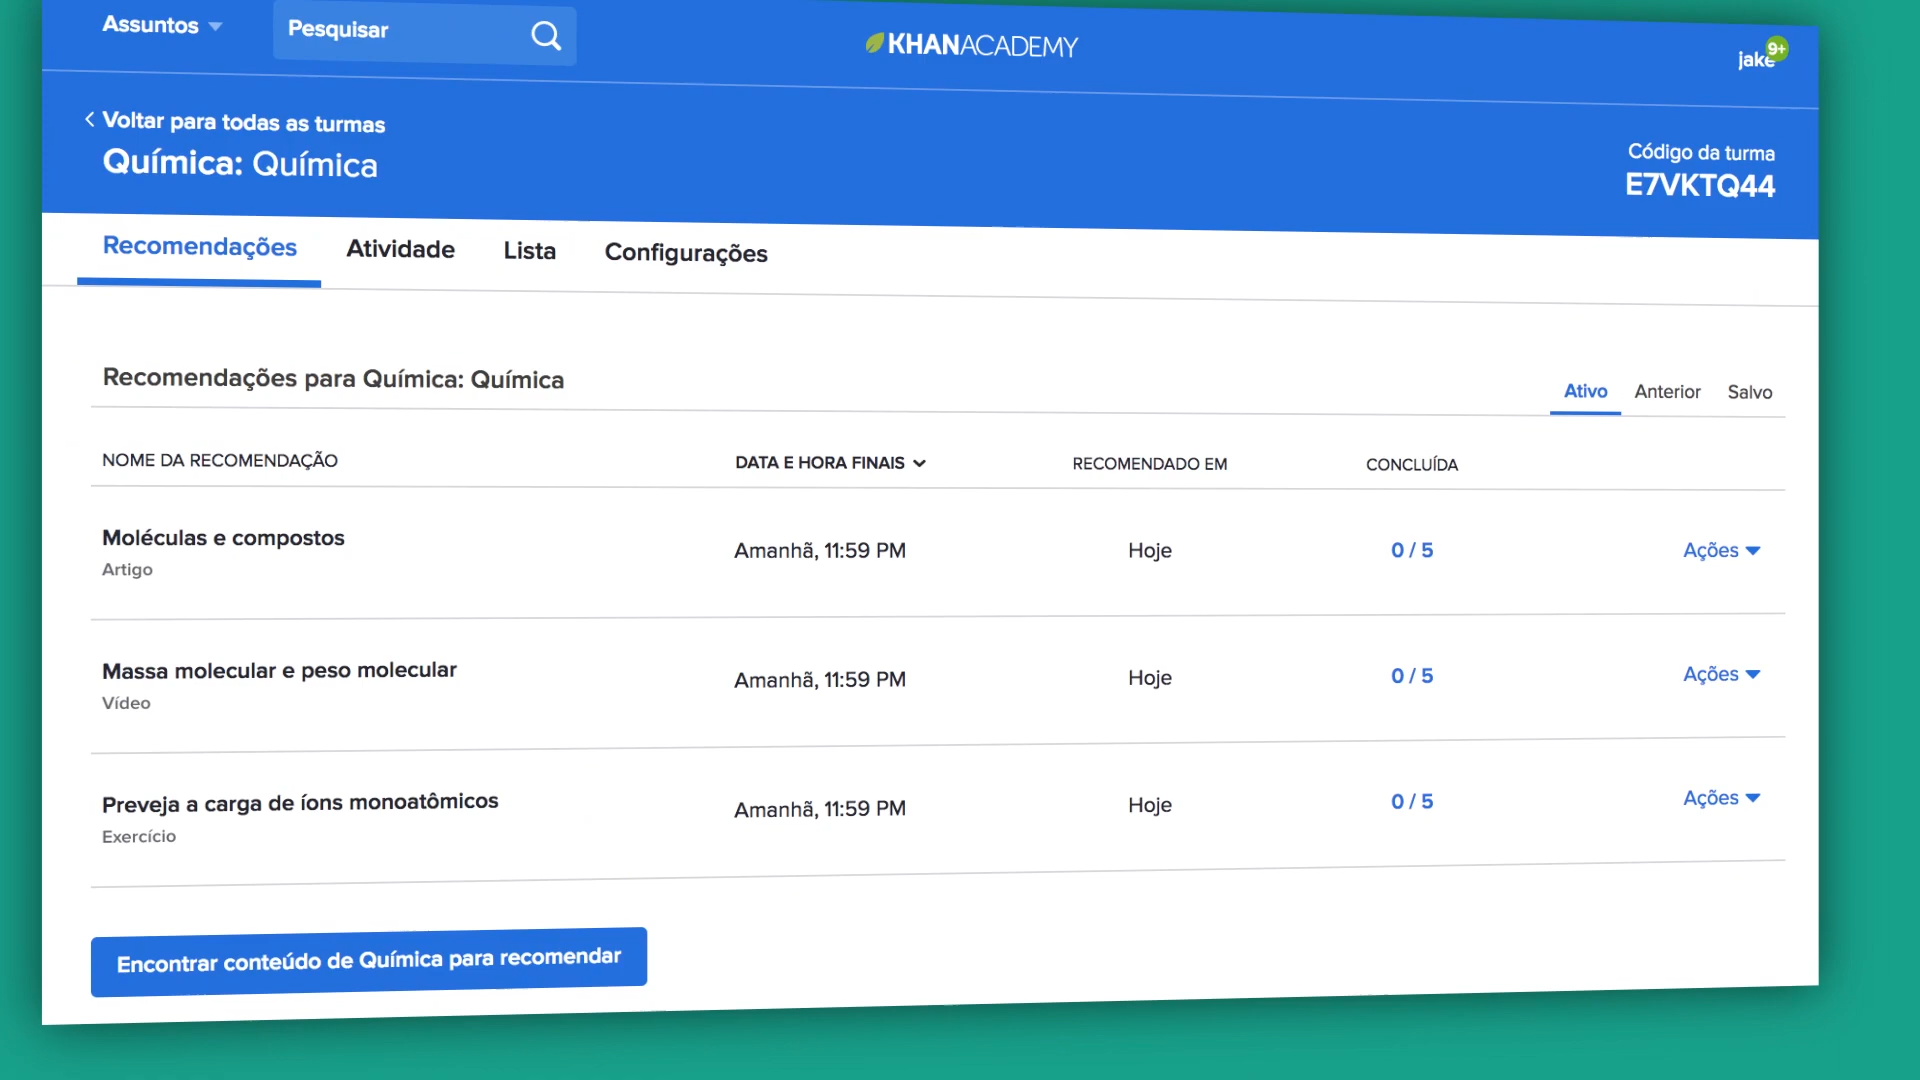 Assuntos
Pesquisar
KHANACADEMY
jake
9+
Voltar para todas as turmas
Química: Química
Código da turma
E7VKTQ44
Recomendações Atividade Lista Configurações
Recomendações para Química: Química
Ativo Anterior Salvo
NOME DA RECOMENDAÇÃO DATA E HORA FINAIS RECOMENDADO EM CONCLUÍDA
Moléculas e compostos
Artigo
Amanhã, 11:59 PM Hoje 0 / 5 Ações
Massa molecular e peso molecular
Vídeo
Amanhã, 11:59 PM Hoje 0 / 5 Ações
Preveja a carga de íons monoatômicos
Exercício
Amanhã, 11:59 PM Hoje 0 / 5 Ações
Encontrar conteúdo de Química para recomendar